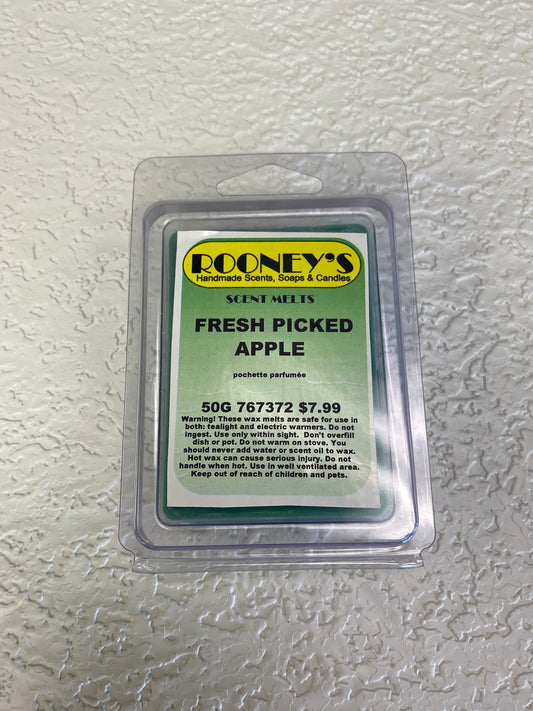 ROONEY'S
Handmade Scents, Soaps & Candles
SCENT MELTS
FRESH PICKED
APPLE
pochette parfumée
50G 767372 $7.99
Warning! These wax melts are safe for use in
both: tealight and electric warmers. Do not
ingest. Use only within sight. Don't overfill
dish or pot. Do not warm on stove. You
should never add water or scent oil to wax.
Hot wax can cause serious injury. Do not
handle when hot. Use in well ventilated area.
Keep out of reach of children and pets.